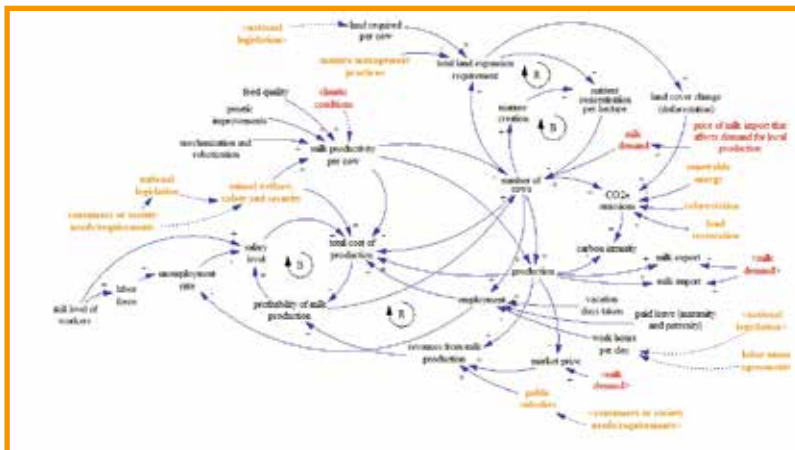 <national
legislation>
land required
per cow
manure management
practices
total land expansion
requirement
feed quality
climatic
conditions
genetic
improvements
manure
creation
nutrient
concentration
per hectare
land cover change
(deforestation)
mechanization and
robotization
milk productivity
per cow
milk
demand
price of milk import that
affects demand for local
production
national
legislation
animal welfare,
safety and security
number of
cows
CO2e
emissions
renewable
energy
consumers or society
needs/requirements
reforestation
land
restoration
salary
level
total cost of
production
carbon intensity
milk export
<milk
demand>
production
milk import
unemployment
rate
labor
force
skill level of
workers
profitability of milk
production
employment
vacation
days taken
paid leave (maternity
and paternity)
<national
legislation>
work hours
per day
labor union
agreements
revenues from milk
production
market price
<milk
demand>
public
subsidies
<consumers or society
needs/requirements>
R
B
B
R